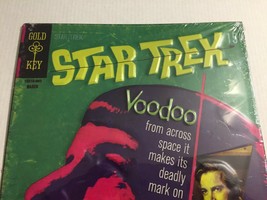 GOLD
KEY
STAR TREK
Voodoo
from across
space it
makes its
deadly
mark on